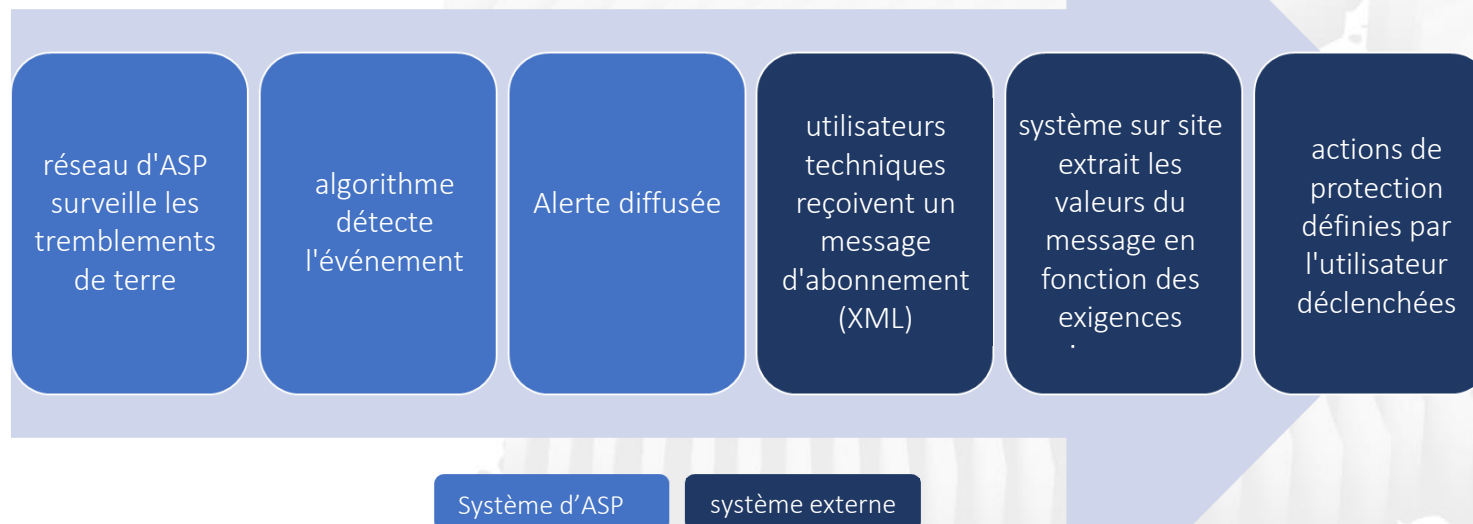 réseau d'ASP
surveille les
tremblements
de terre
algorithme
détecte
l'événement
Alerte diffusée
utilisateurs
techniques
reçoivent un
message
d'abonnement
(XML)
système sur site
extrait les
valeurs du
message en
fonction des
exigences
actions de
protection
définies par
l'utilisateur
déclenchées
Système d’ASP
système externe